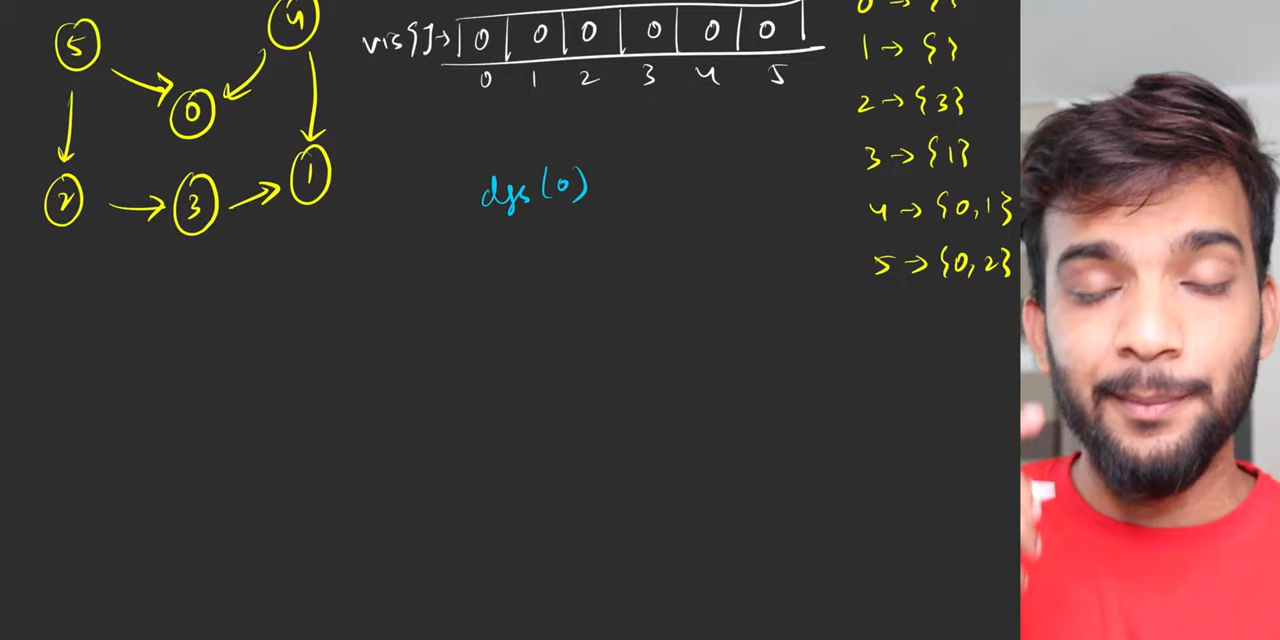 5 4
0
2 3 1
vis[] → | 0 | 0 | 0 | 0 | 0 | 0 |
0 1 2 3 4 5
dfs(0)
0 → { }
1 → { }
2 → {3}
3 → {1}
4 → {0,1}
5 → {0,2}